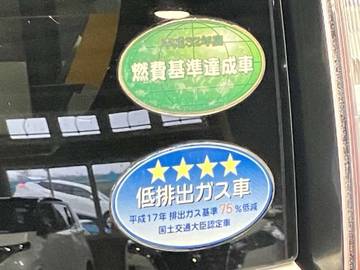 燃費基準達成車
低排出ガス車
平成17年 排出ガス基準 75%低減
国土交通大臣認定車